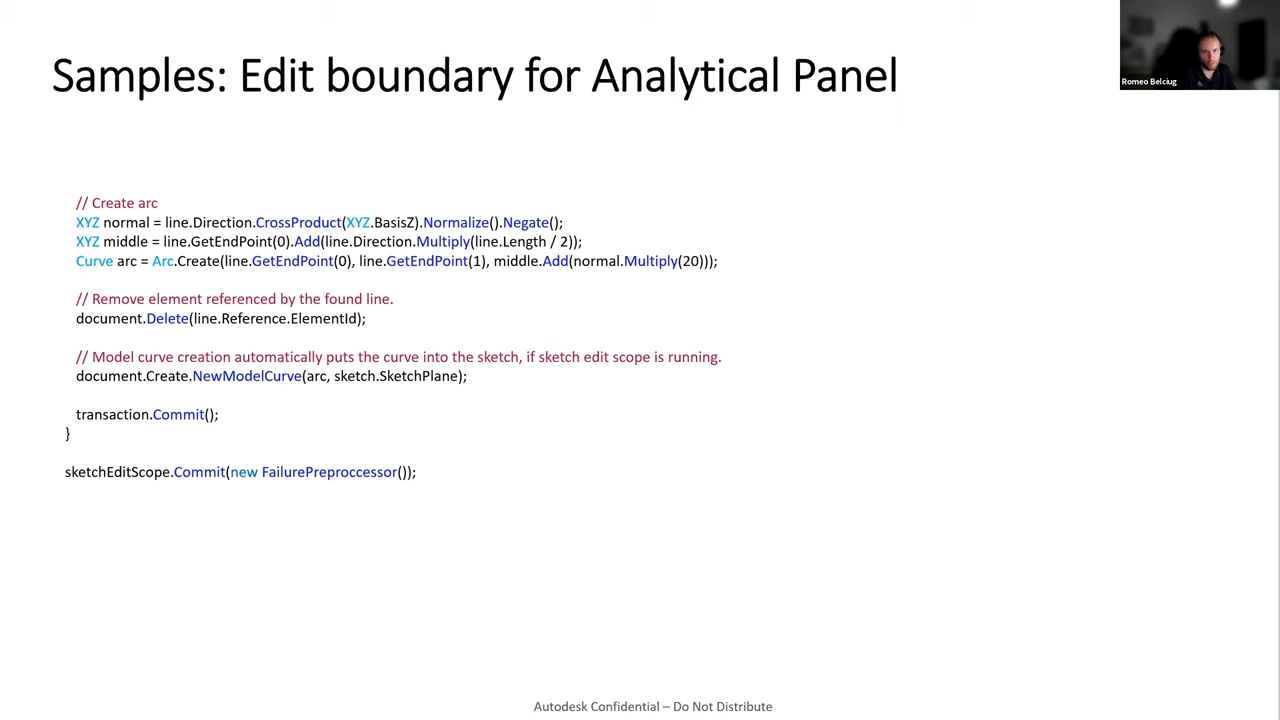 Samples: Edit boundary for Analytical Panel
Romeo Belciug
// Create arc
XYZ normal = line.Direction.CrossProduct(XYZ.BasisZ).Normalize().Negate();
XYZ middle = line.GetEndPoint(0).Add(line.Direction.Multiply(line.Length / 2));
Curve arc = Arc.Create(line.GetEndPoint(0), line.GetEndPoint(1), middle.Add(normal.Multiply(20)));
// Remove element referenced by the found line.
document.Delete(line.Reference.ElementId);
// Model curve creation automatically puts the curve into the sketch, if sketch edit scope is running.
document.Create.NewModelCurve(arc, sketch.SketchPlane);
transaction.Commit();
}
sketchEditScope.Commit(new FailurePreproccessor());
Autodesk Confidential – Do Not Distribute